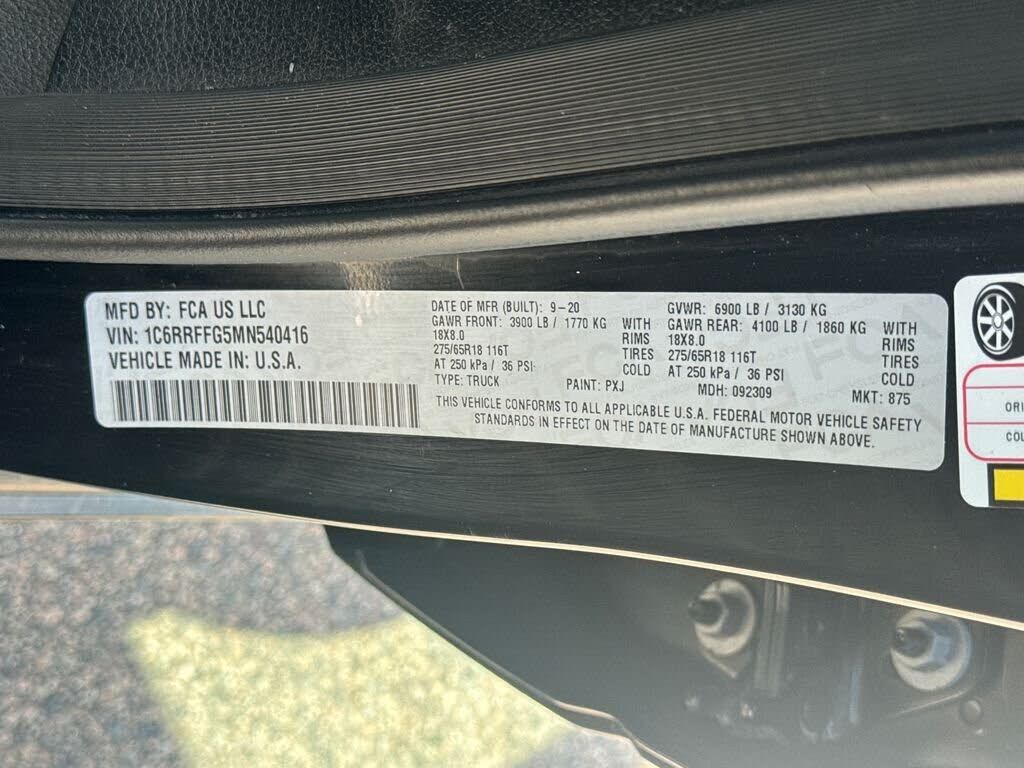 MFD BY: FCA US LLC
VIN: 1C6RRFFG5MN540416
VEHICLE MADE IN U.S.A.
DATE OF MFR (BUILT): 9-20
GAWR FRONT: 3900 LB / 1770 KG WITH
18X8.0 RIMS
275/65R18 116T TIRES
AT 250 kPa / 36 PSI COLD
TYPE: TRUCK PAINT: PXJ
GVWR: 6900 LB / 3130 KG
GAWR REAR: 4100 LB / 1860 KG WITH
18X8.0 RIMS
275/65R18 116T TIRES
AT 250 kPa / 36 PSI COLD
MDH: 092309 MKT: 875
THIS VEHICLE CONFORMS TO ALL APPLICABLE U.S.A. FEDERAL MOTOR VEHICLE SAFETY
STANDARDS IN EFFECT ON THE DATE OF MANUFACTURE SHOWN ABOVE.
ORI
COL